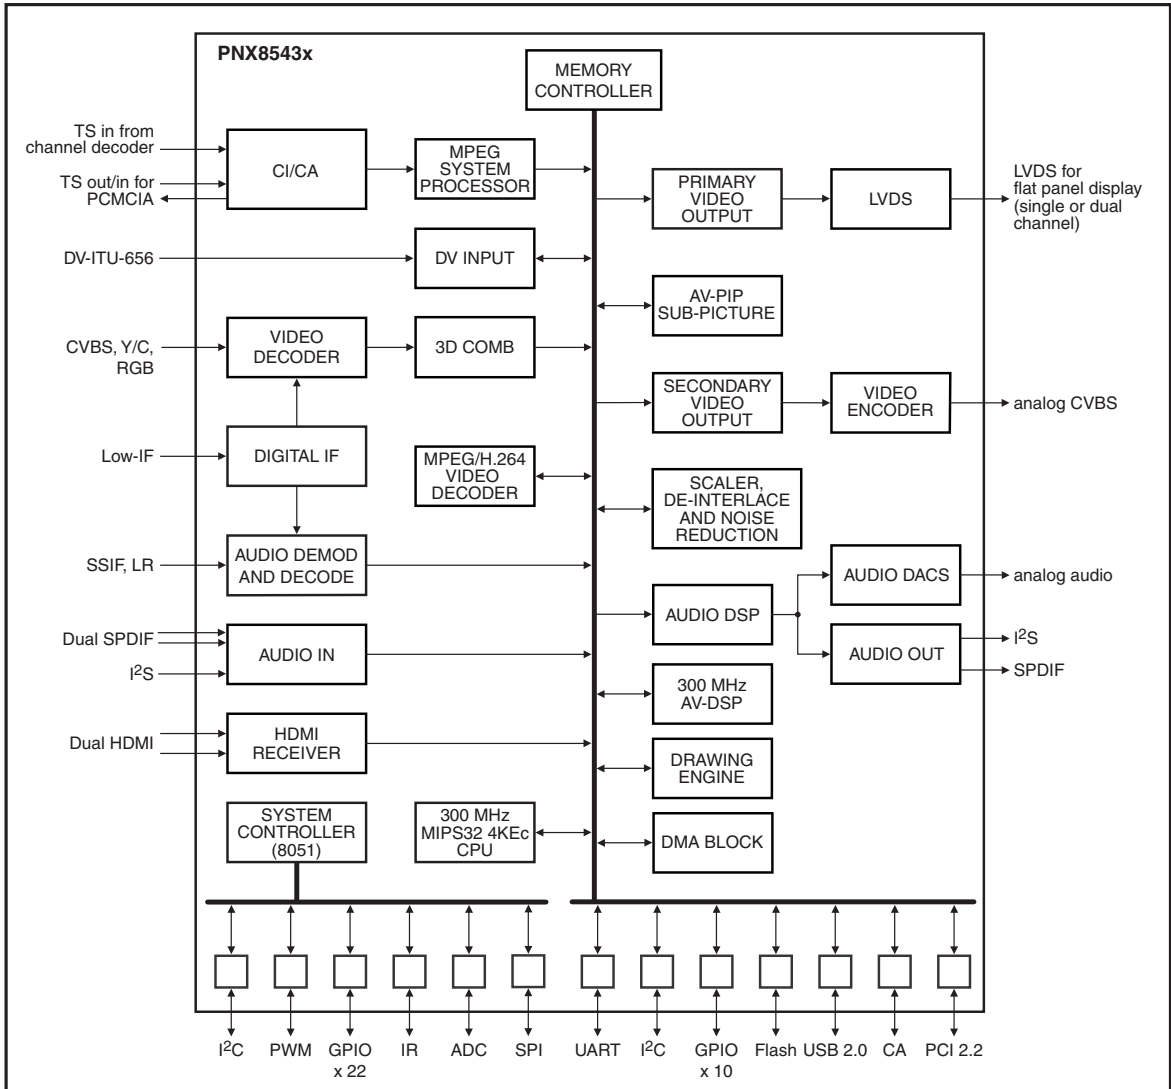 PNX8543x
MEMORY
CONTROLLER
TS in from
channel decoder
TS out/in for
PCMCIA
CI/CA
MPEG
SYSTEM
PROCESSOR
PRIMARY
VIDEO
OUTPUT
LVDS
LVDS for
flat panel display
(single or dual
channel)
DV-ITU-656
DV INPUT
AV-PIP
SUB-PICTURE
CVBS, Y/C,
RGB
VIDEO
DECODER
3D COMB
SECONDARY
VIDEO
OUTPUT
VIDEO
ENCODER
analog CVBS
Low-IF
DIGITAL IF
MPEG/H.264
VIDEO
DECODER
SCALER,
DE-INTERLACE
AND NOISE
REDUCTION
SSIF, LR
AUDIO DEMOD
AND DECODE
AUDIO DSP
AUDIO DACS
analog audio
Dual SPDIF
I²S
AUDIO IN
AUDIO OUT
I²S
SPDIF
300 MHz
AV-DSP
Dual HDMI
HDMI
RECEIVER
DRAWING
ENGINE
SYSTEM
CONTROLLER
(8051)
300 MHz
MIPS32 4KEc
CPU
DMA BLOCK
I²C
PWM
GPIO
x 22
IR
ADC
SPI
UART
I²C
GPIO
x 10
Flash
USB 2.0
CA
PCI 2.2